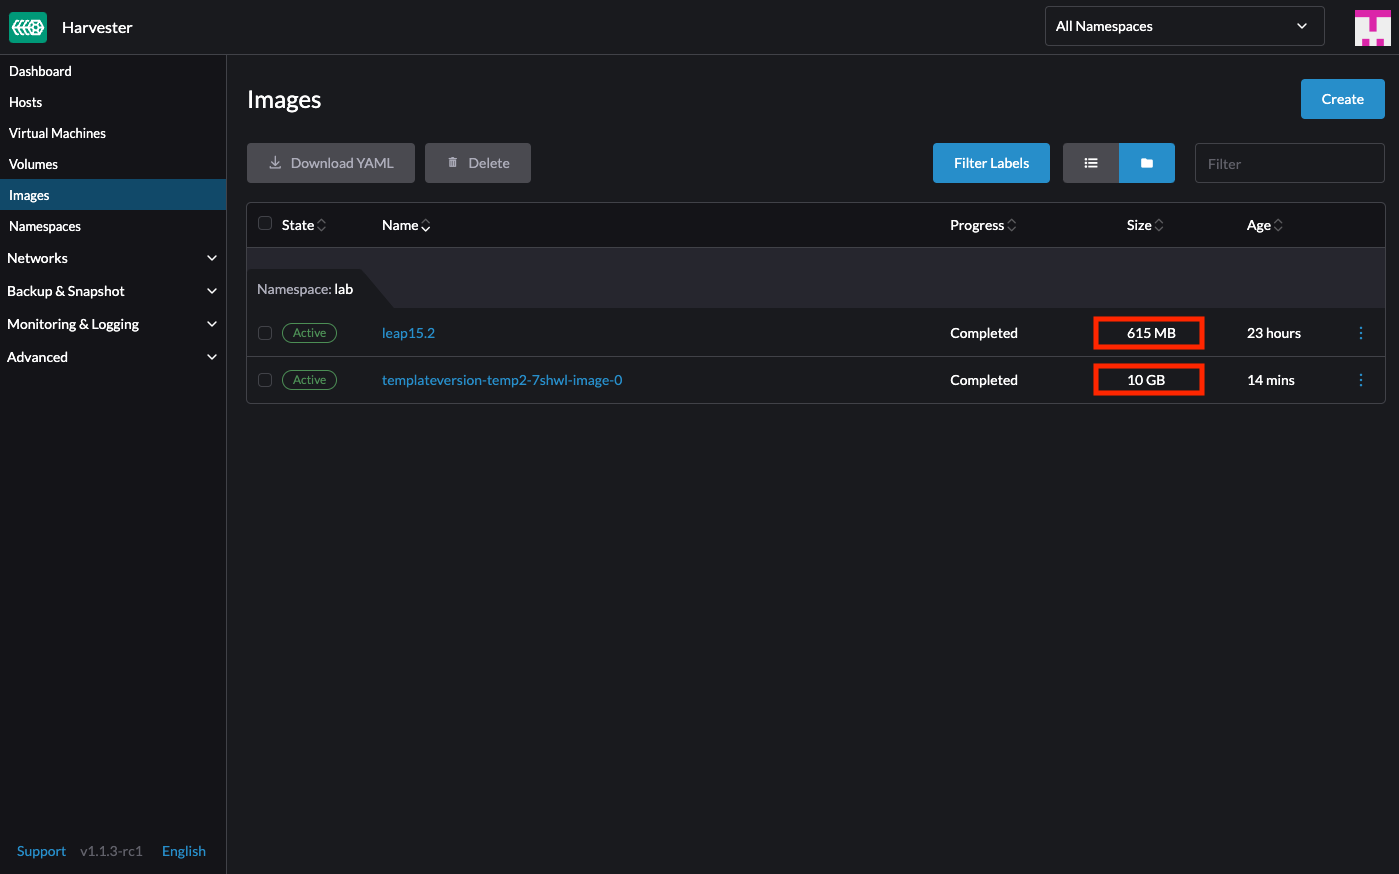 Harvester
All Namespaces
Dashboard
Hosts
Virtual Machines
Volumes
Images
Namespaces
Networks
Backup & Snapshot
Monitoring & Logging
Advanced
Images
Create
Download YAML
Delete
Filter Labels
Filter
State Name Progress Size Age
Namespace: lab
Active leap15.2 Completed 615 MB 23 hours
Active templateversion-temp2-7shwl-image-0 Completed 10 GB 14 mins
Support v1.1.3-rc1 English